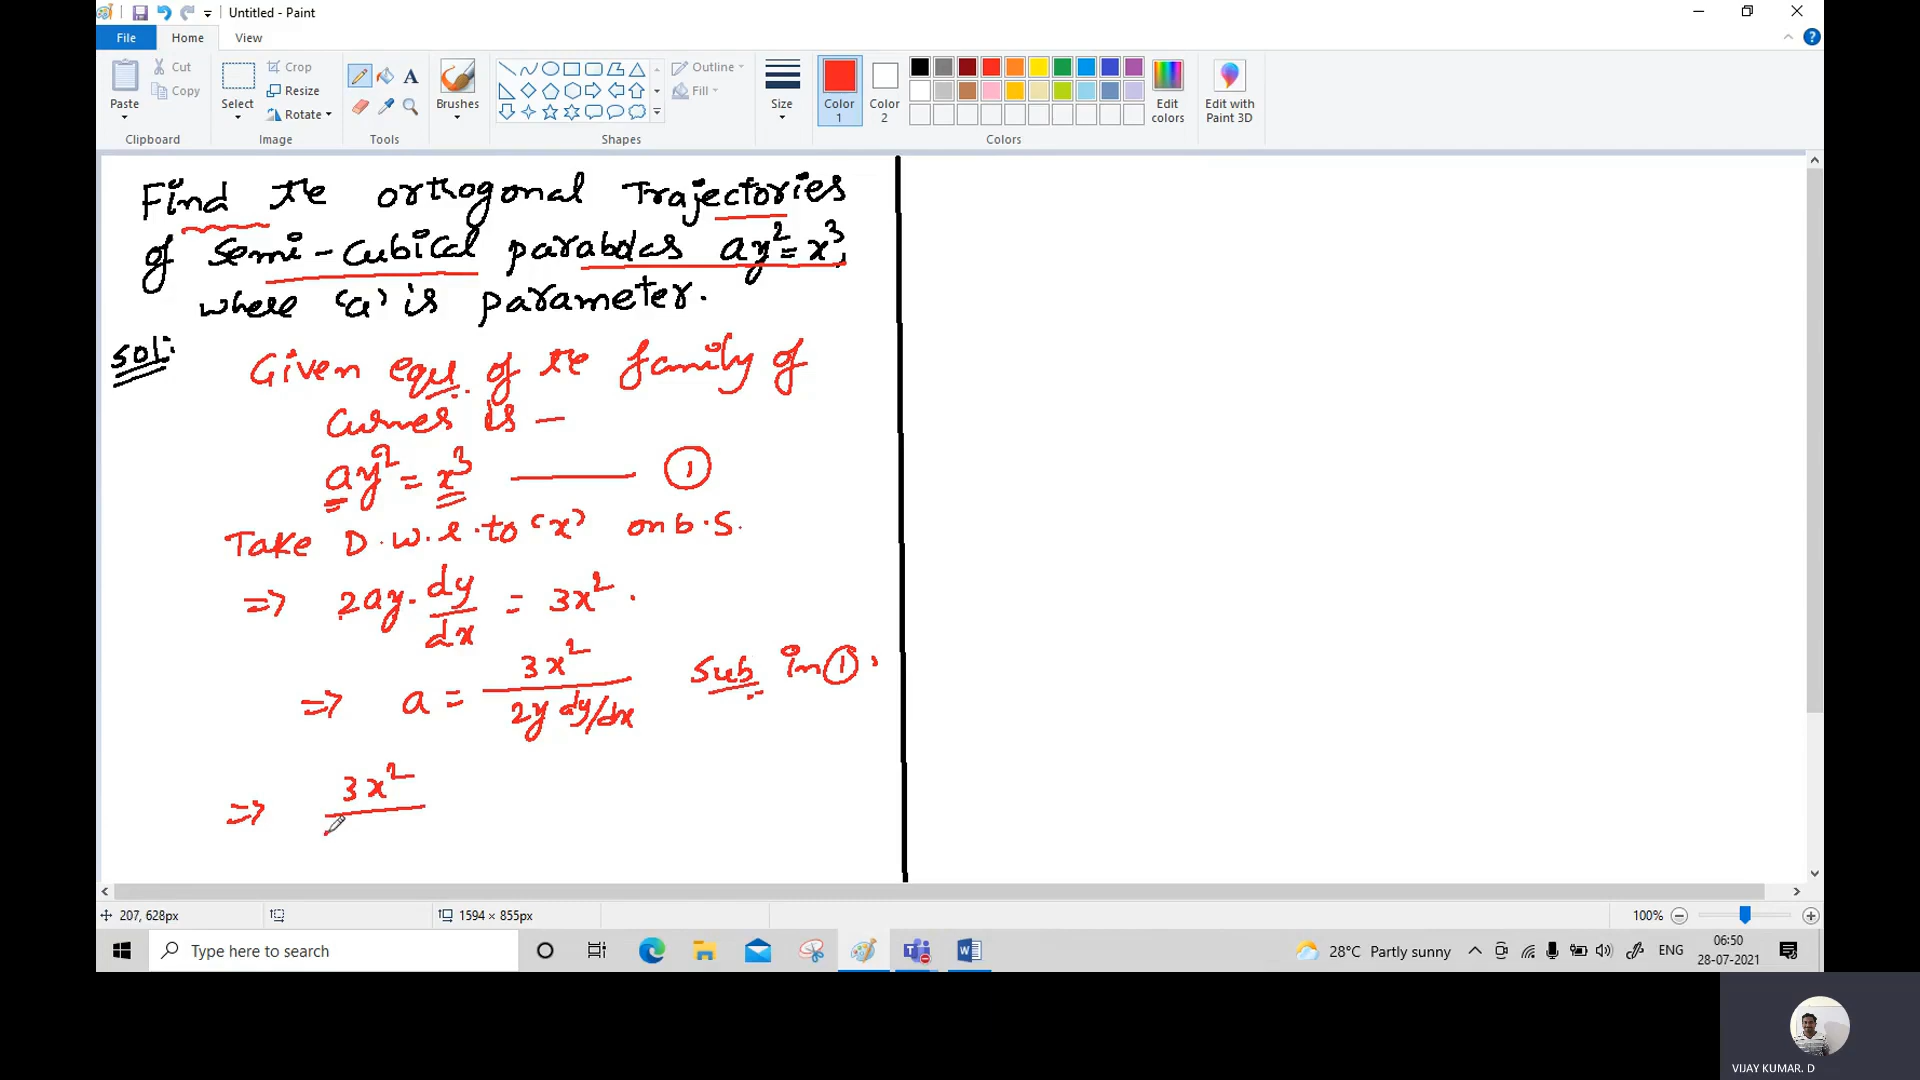 Untitled - Paint
File Home View
Paste Cut Copy Clipboard
Select Crop Resize Rotate Image
Tools
Brushes
Shapes Outline Fill
Size
Color 1 Color 2 Edit colors Colors
Edit with Paint 3D
Find the orthogonal Trajectories
of semi-cubical parabolas ay² = x³,
where 'a' is parameter.
Sol:
Given equ. of the family of
curves is —
ay² = x³ ——— ①
Take D.w.r.to 'x' on b.s.
=> 2ay. dy/dx = 3x².
=> a = 3x² / 2y dy/dx Sub in ①,
=> 3x²
207, 628px
1594 × 855px
100%
Type here to search
28°C Partly sunny
ENG
06:50
28-07-2021
VIJAY KUMAR. D